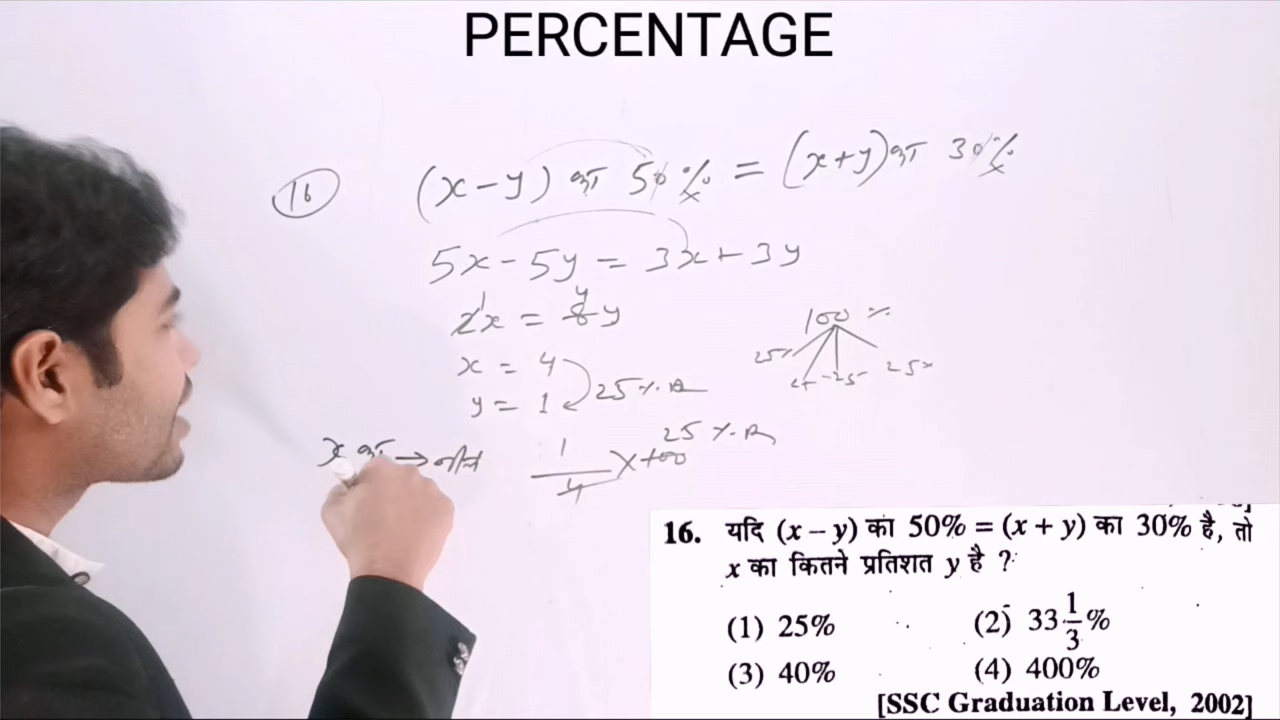 PERCENTAGE
16 (x-y) का 50% = (x+y) का 30%
5x-5y = 3x+3y
2x = 8y 4
x = 4
y = 1 25%
100 %
25% 25 25%
x का →
1/4 × 100 25 %
16. यदि (x – y) का 50% = (x + y) का 30% है, तो
x का कितने प्रतिशत y है ?
(1) 25% (2) 33 1/3 %
(3) 40% (4) 400%
[SSC Graduation Level, 2002]